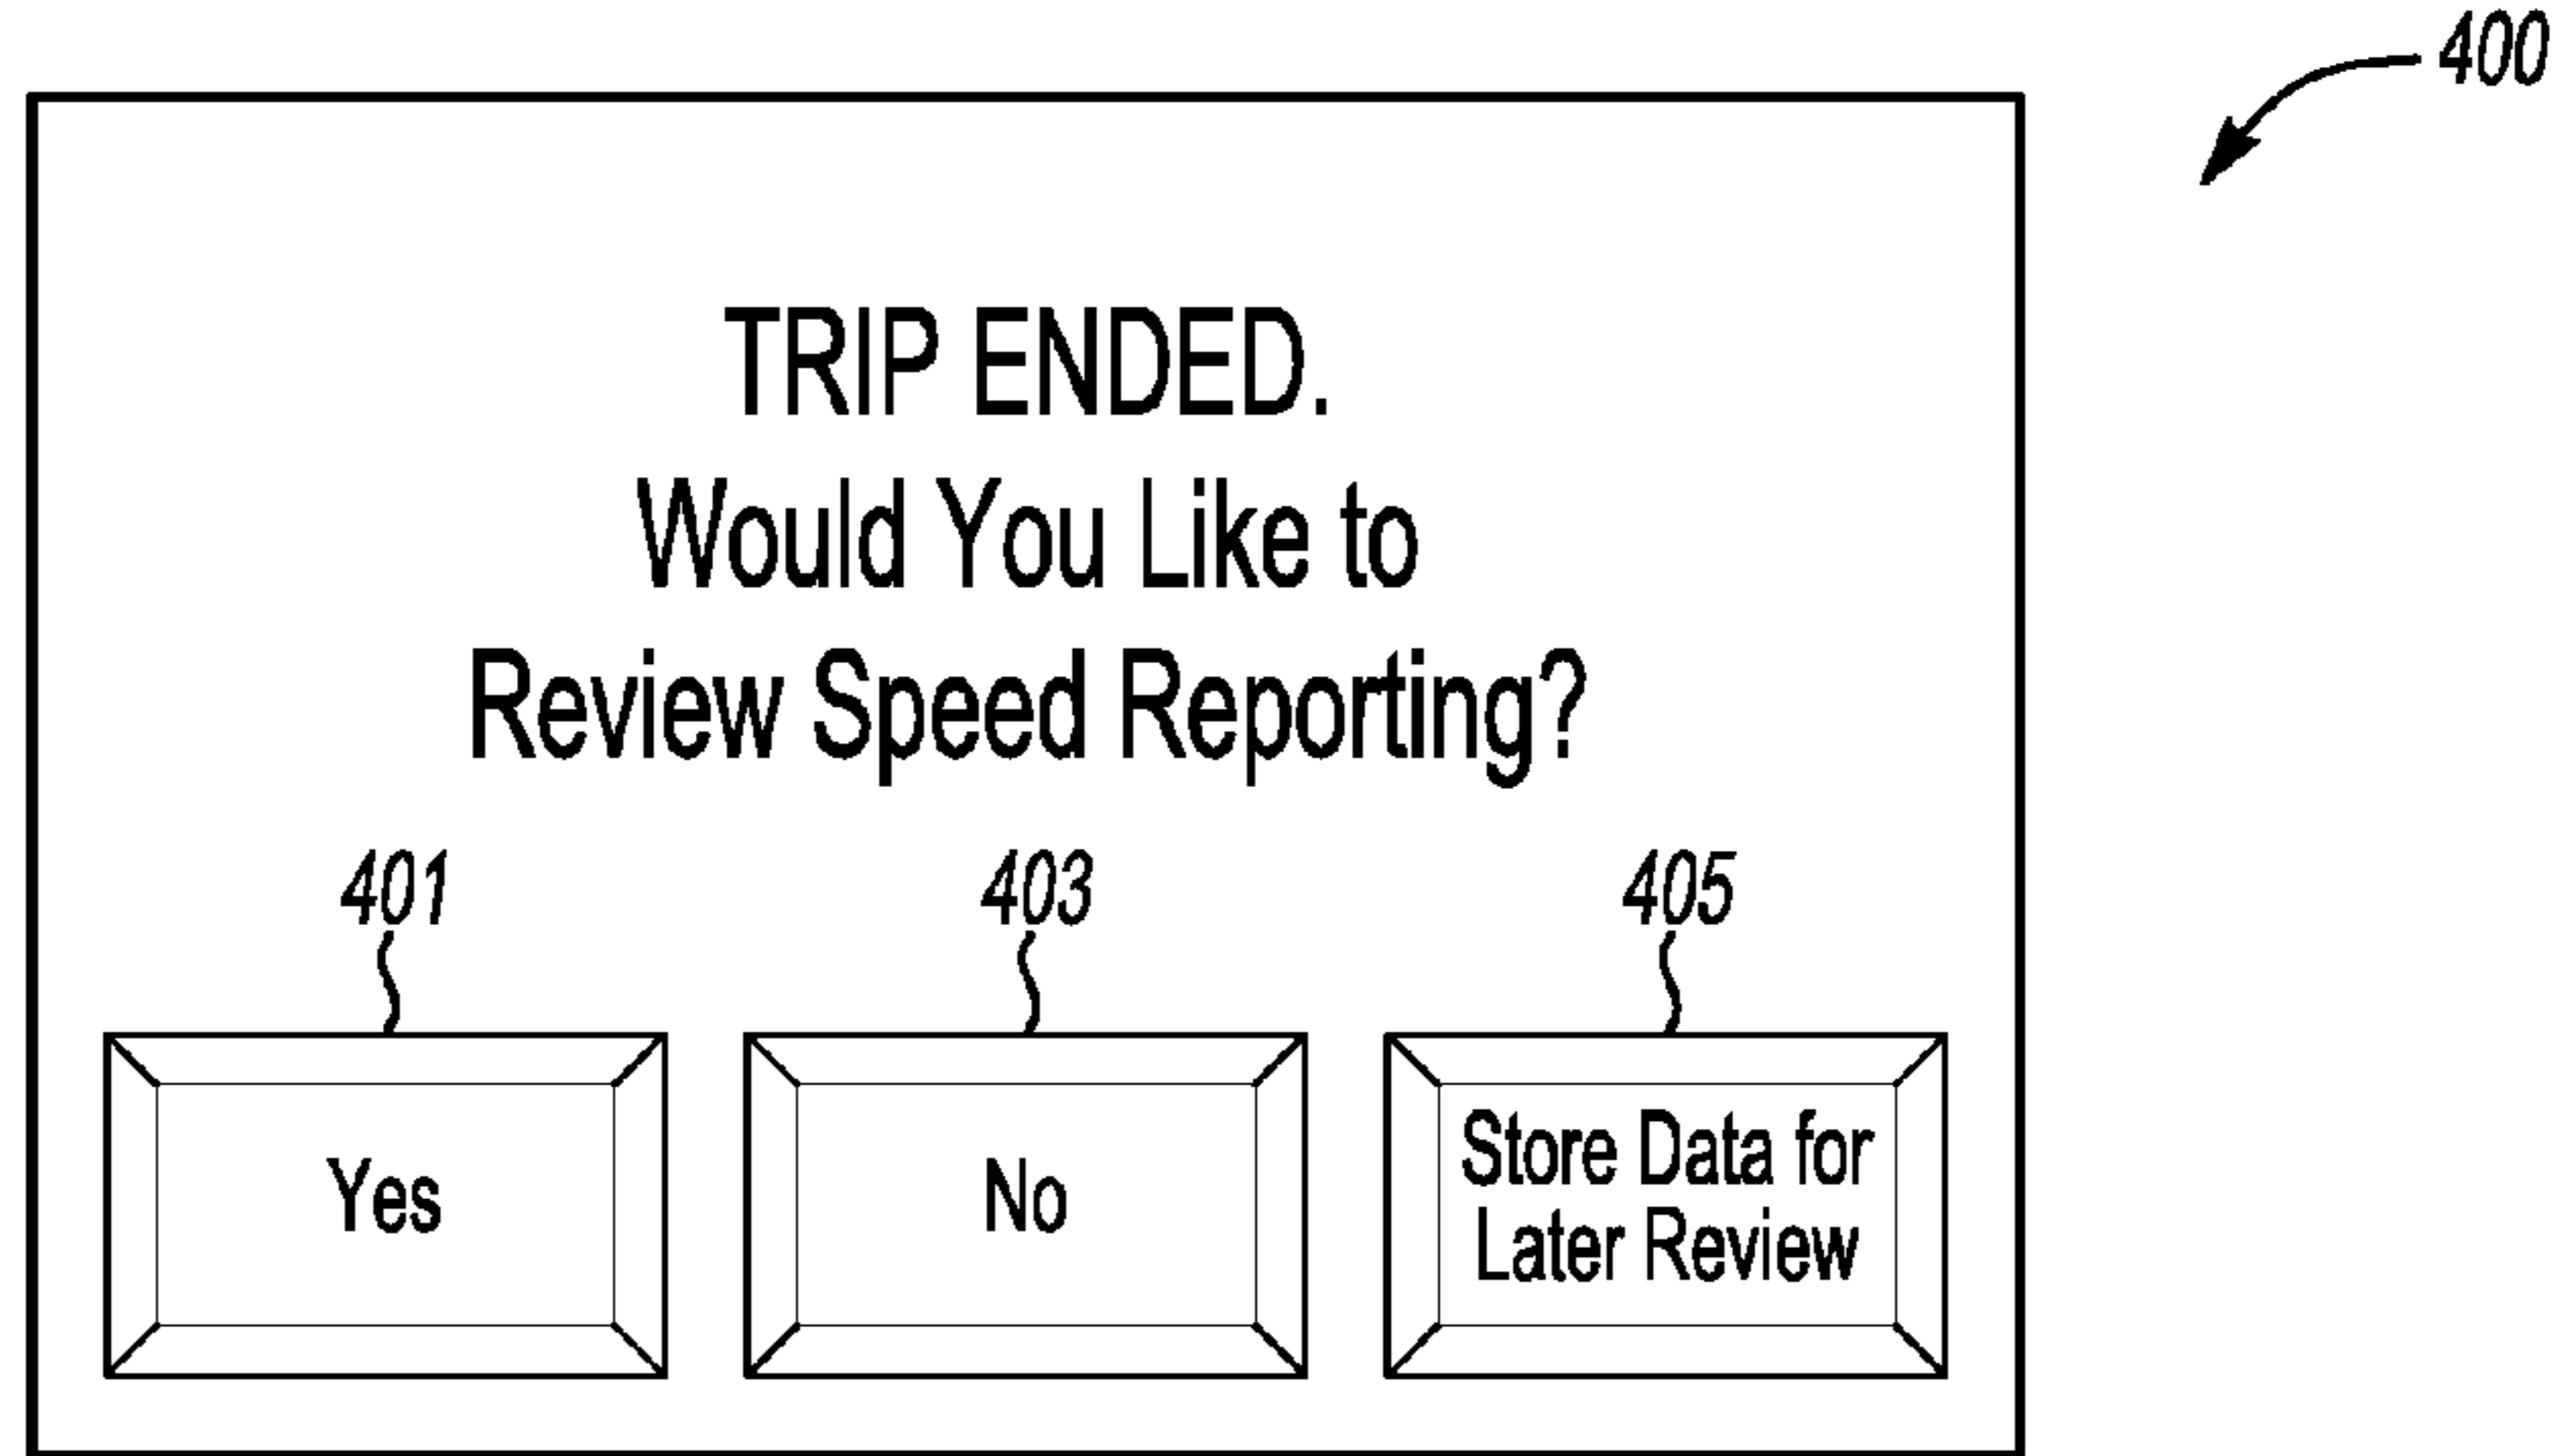 400
TRIP ENDED.
Would You Like to
Review Speed Reporting?
401
403
405
Yes
No
Store Data for
Later Review